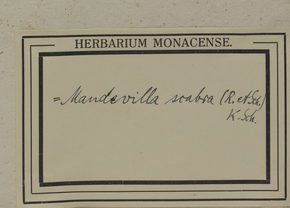 HERBARIUM MONACENSE.
= Mandevilla scabra (R. et Sch.)
K. Sch.